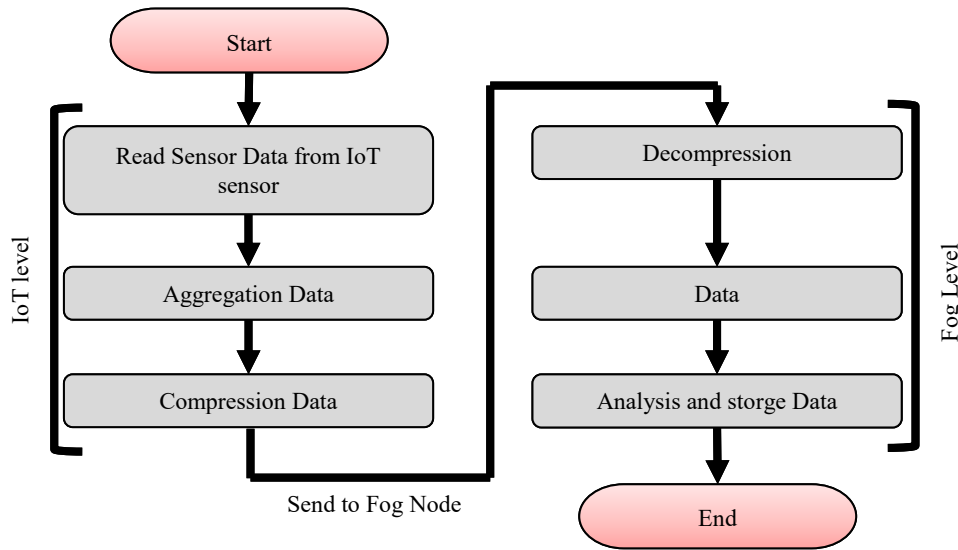 Start
IoT level
Read Sensor Data from IoT
sensor
Aggregation Data
Compression Data
Send to Fog Node
Decompression
Data
Analysis and storge Data
Fog Level
End